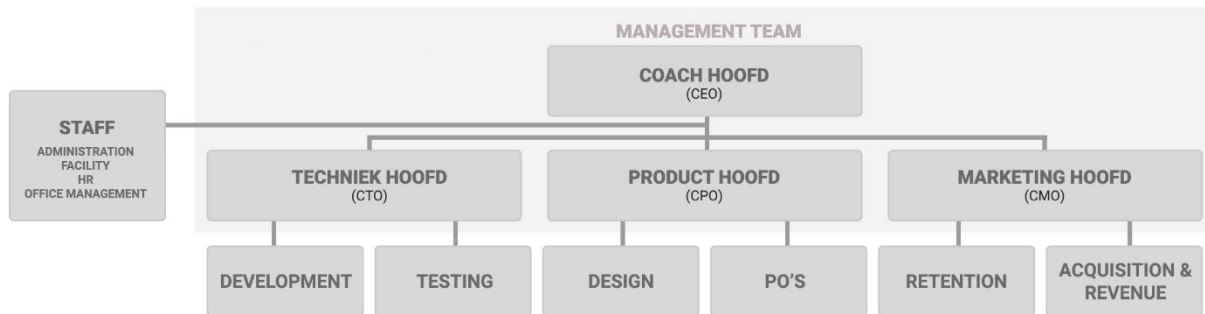 MANAGEMENT TEAM
COACH HOOFD
(CEO)
STAFF
ADMINISTRATION
FACILITY
HR
OFFICE MANAGEMENT
TECHNIEK HOOFD
(CTO)
PRODUCT HOOFD
(CPO)
MARKETING HOOFD
(CMO)
DEVELOPMENT
TESTING
DESIGN
PO'S
RETENTION
ACQUISITION &
REVENUE